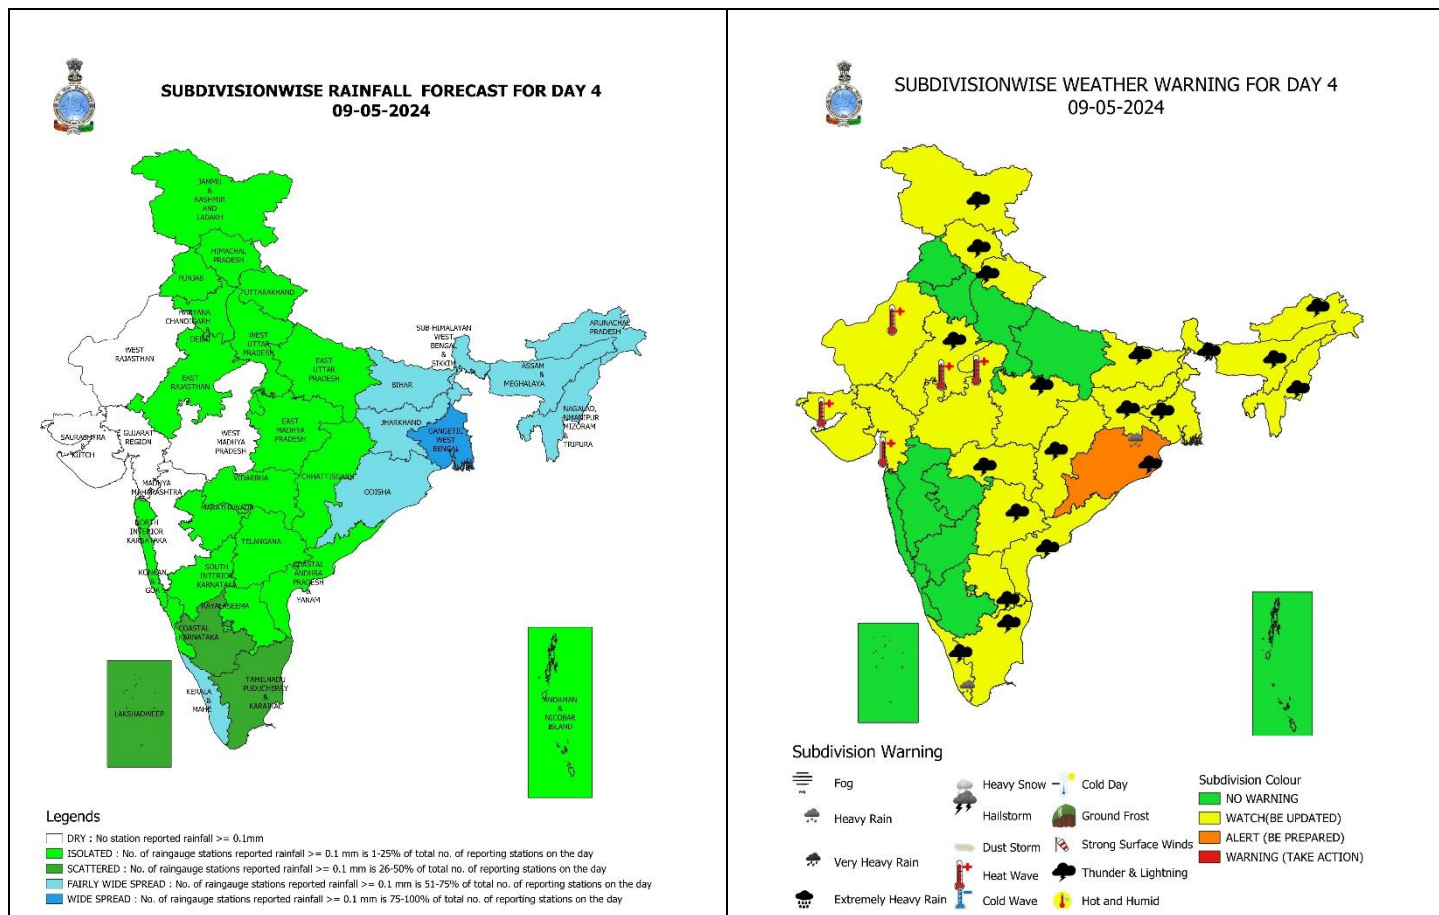 SUBDIVISIONWISE RAINFALL FORECAST FOR DAY 4
09-05-2024
JAMMU
&
KASHMIR
AND
LADAKH
HIMACHAL
PRADESH
PUNJAB
UTTARAKHAND
HARYANA
CHANDIGARH &
DELHI
WEST
UTTAR
PRADESH
WEST
RAJASTHAN
EAST
RAJASTHAN
EAST
UTTAR
PRADESH
SUB-HIMALAYAN
WEST
BENGAL
&
SIKKIM
ARUNACHAL
PRADESH
ASSAM
&
MEGHALAYA
BIHAR
NAGALAD,
MANIPUR
MIZORAM
&
TRIPURA
JHARKHAND
GANGETIC
WEST
BENGAL
SAURASHTRA
&
KUTCH
GUJARAT
REGION
WEST
MADHYA
PRADESH
EAST
MADHYA
PRADESH
VIDARBHA
CHHATTISGARH
ODISHA
MADHYA
MAHARASHTRA
MARATHAWADA
NORTH
INTERIOR
KARNATAKA
TELANGANA
KONKAN
&
GOA
SOUTH
INTERIOR
KARNATAKA
COASTAL
ANDHRA
PRADESH
&
YANAM
RAYALASEEMA
COASTAL
KARNATAKA
KERALA
&
MAHE
TAMILNADU
PUDUCHERRY
&
KARAIKAL
LAKSHADWEEP
ANDAMAN
&
NICOBAR
ISLAND
Legends
DRY : No station reported rainfall >= 0.1mm
ISOLATED : No. of raingauge stations reported rainfall >= 0.1 mm is 1-25% of total no. of reporting stations on the day
SCATTERED : No. of raingauge stations reported rainfall >= 0.1 mm is 26-50% of total no. of reporting stations on the day
FAIRLY WIDE SPREAD : No. of raingauge stations reported rainfall >= 0.1 mm is 51-75% of total no. of reporting stations on the day
WIDE SPREAD : No. of raingauge stations reported rainfall >= 0.1 mm is 75-100% of total no. of reporting stations on the day
SUBDIVISIONWISE WEATHER WARNING FOR DAY 4
09-05-2024
Subdivision Warning
Fog
Heavy Rain
Very Heavy Rain
Extremely Heavy Rain
Heavy Snow
Hailstorm
Dust Storm
Heat Wave
Cold Wave
Cold Day
Ground Frost
Strong Surface Winds
Thunder & Lightning
Hot and Humid
Subdivision Colour
NO WARNING
WATCH(BE UPDATED)
ALERT (BE PREPARED)
WARNING (TAKE ACTION)